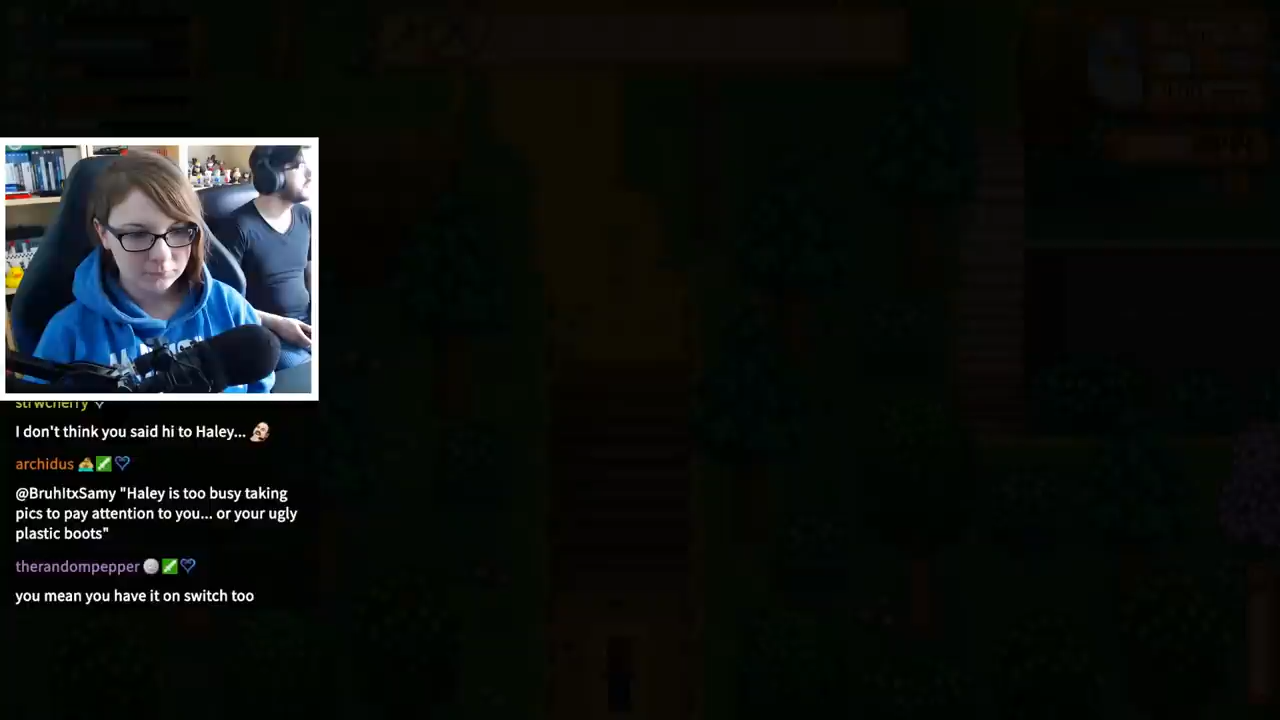 strwcherry
I don't think you said hi to Haley...
archidus
@BruhItxSamy "Haley is too busy taking
pics to pay attention to you... or your ugly
plastic boots"
therandompepper
you mean you have it on switch too